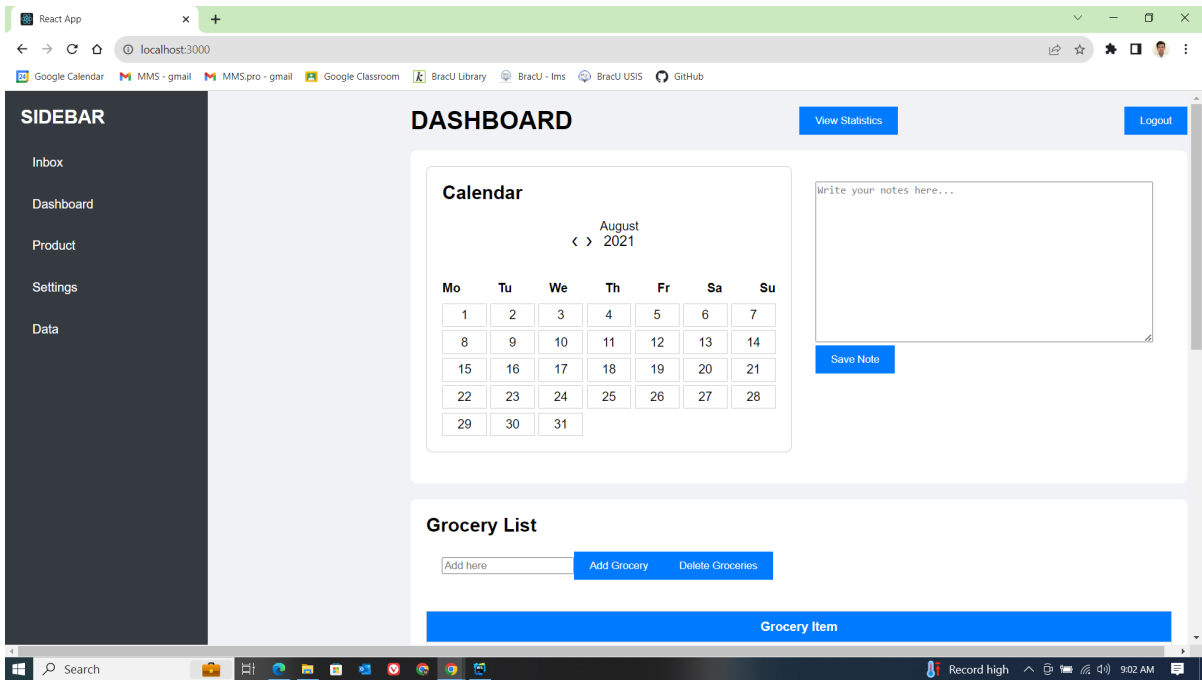 React App
localhost:3000
Google Calendar MMS - gmail MMS.pro - gmail Google Classroom BracU Library BracU - lms BracU USIS GitHub
SIDEBAR
Inbox
Dashboard
Product
Settings
Data
DASHBOARD View Statistics Logout
Calendar
August
‹ › 2021
Mo Tu We Th Fr Sa Su
1 2 3 4 5 6 7
8 9 10 11 12 13 14
15 16 17 18 19 20 21
22 23 24 25 26 27 28
29 30 31
Write your notes here...
Save Note
Grocery List
Add here Add Grocery Delete Groceries
Grocery Item
Search Record high 9:02 AM